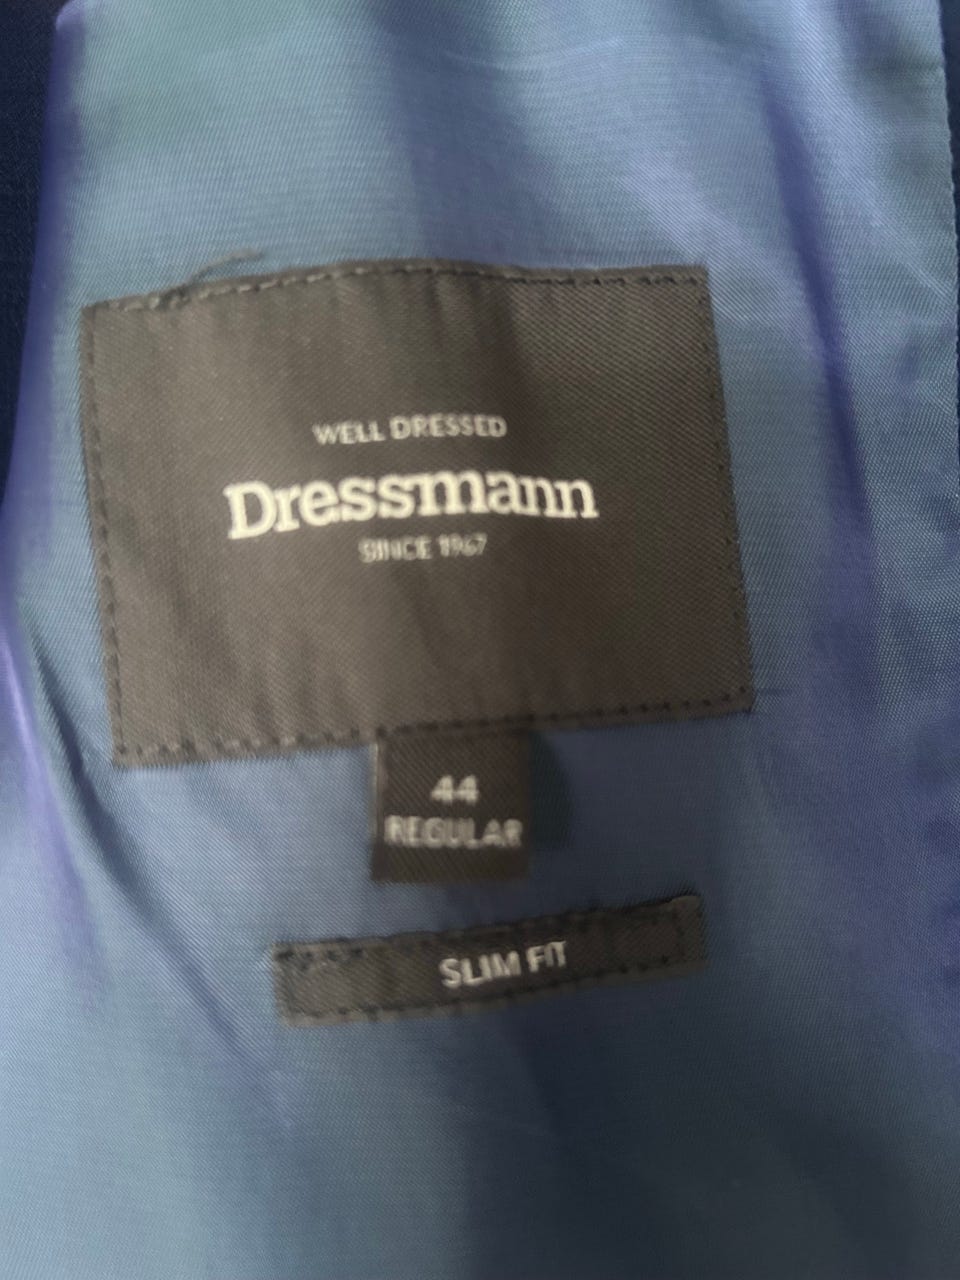 WELL DRESSED
Dressmann
SINCE 1967
44
REGULAR
SLIM FIT